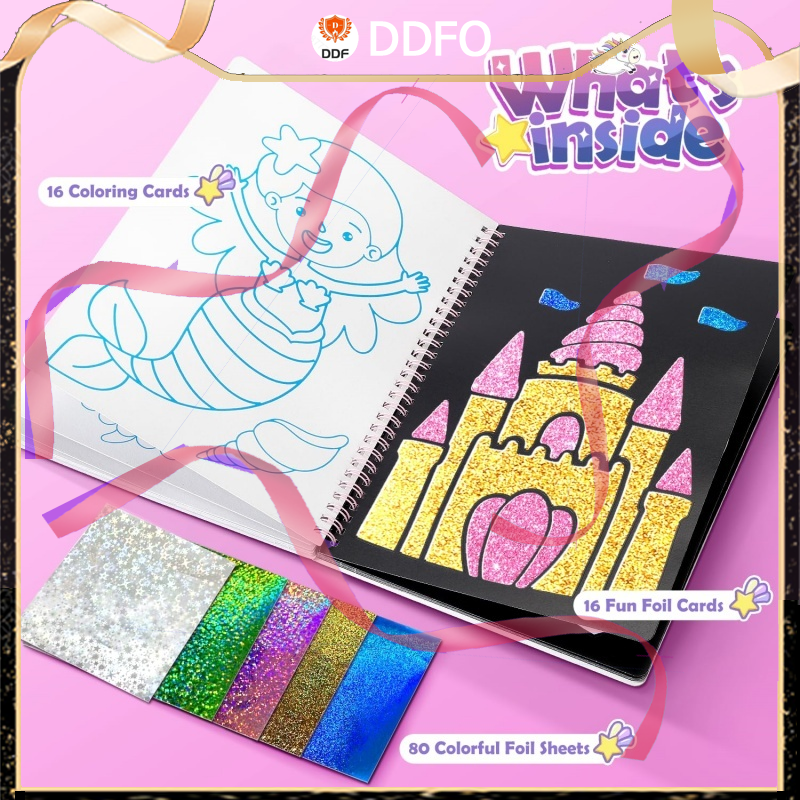 DDF
DDFO
What's
inside
16 Coloring Cards
16 Fun Foil Cards
80 Colorful Foil Sheets